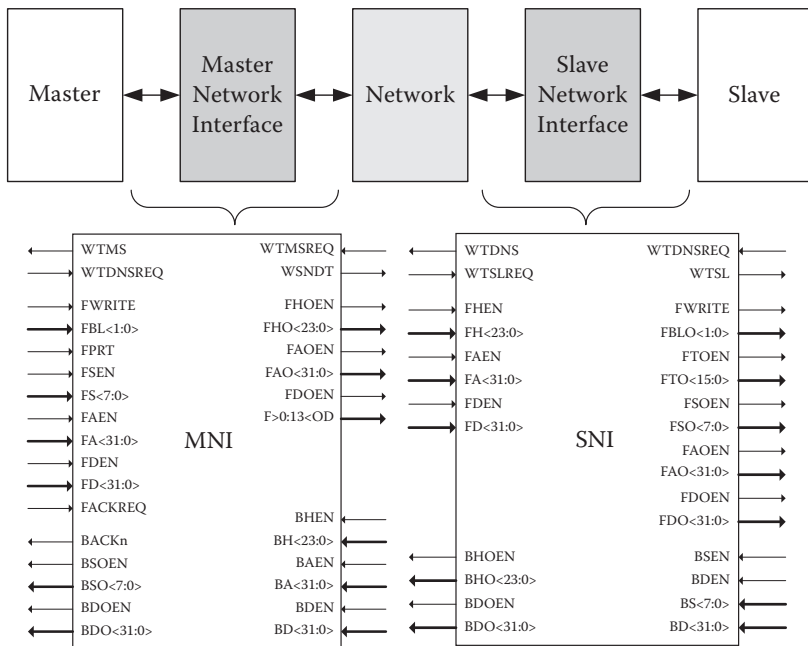 Master
Master
Network
Interface
Network
Slave
Network
Interface
Slave
WTMS
WTDNSREQ
FWRITE
FBL<1:0>
FPRT
FSEN
FS<7:0>
FAEN
FA<31:0>
FDEN
FD<31:0>
FACKREQ
BACKn
BSOEN
BSO<7:0>
BDOEN
BDO<31:0>
MNI
WTMSREQ
WSNDT
FHOEN
FHO<23:0>
FAOEN
FAO<31:0>
FDOEN
F>0:13<OD
BHEN
BH<23:0>
BAEN
BA<31:0>
BDEN
BD<31:0>
WTDNS
WTSLREQ
FHEN
FH<23:0>
FAEN
FA<31:0>
FDEN
FD<31:0>
BHOEN
BHO<23:0>
BDOEN
BDO<31:0>
SNI
WTDNSREQ
WTSL
FWRITE
FBLO<1:0>
FTOEN
FTO<15:0>
FSOEN
FSO<7:0>
FAOEN
FAO<31:0>
FDOEN
FDO<31:0>
BSEN
BDEN
BS<7:0>
BD<31:0>